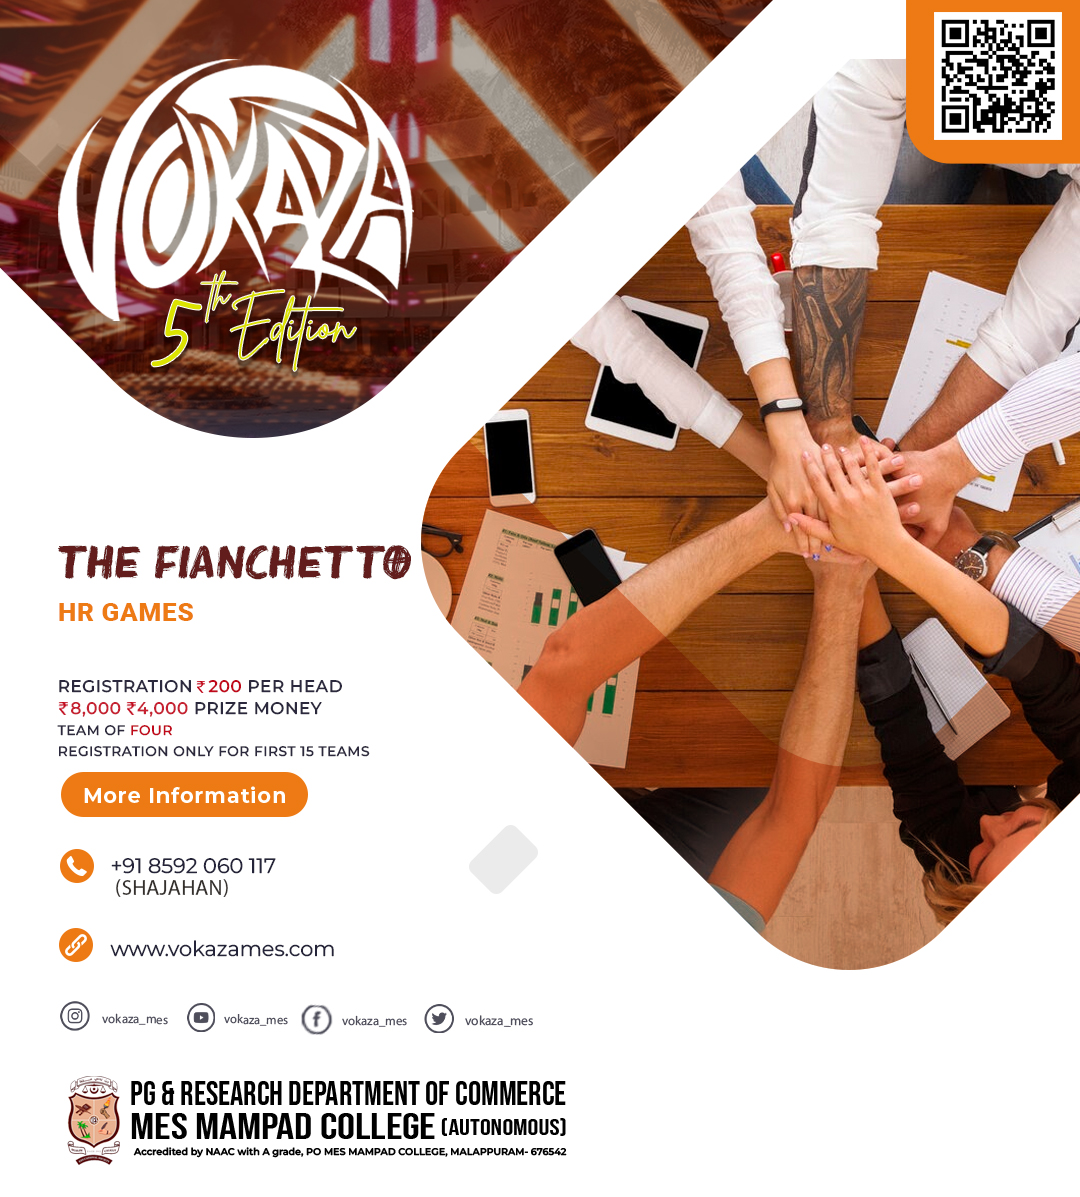 VOKAZA
5th Edition
THE FIANCHETTO
HR GAMES
REGISTRATION ₹200 PER HEAD
₹8,000 ₹4,000 PRIZE MONEY
TEAM OF FOUR
REGISTRATION ONLY FOR FIRST 15 TEAMS
More Information
+91 8592 060 117
(SHAJAHAN)
www.vokazames.com
vokaza_mes vokaza_mes vokaza_mes vokaza_mes
PG & RESEARCH DEPARTMENT OF COMMERCE
MES MAMPAD COLLEGE (AUTONOMOUS)
Accredited by NAAC with A grade, PO MES MAMPAD COLLEGE, MALAPPURAM- 676542